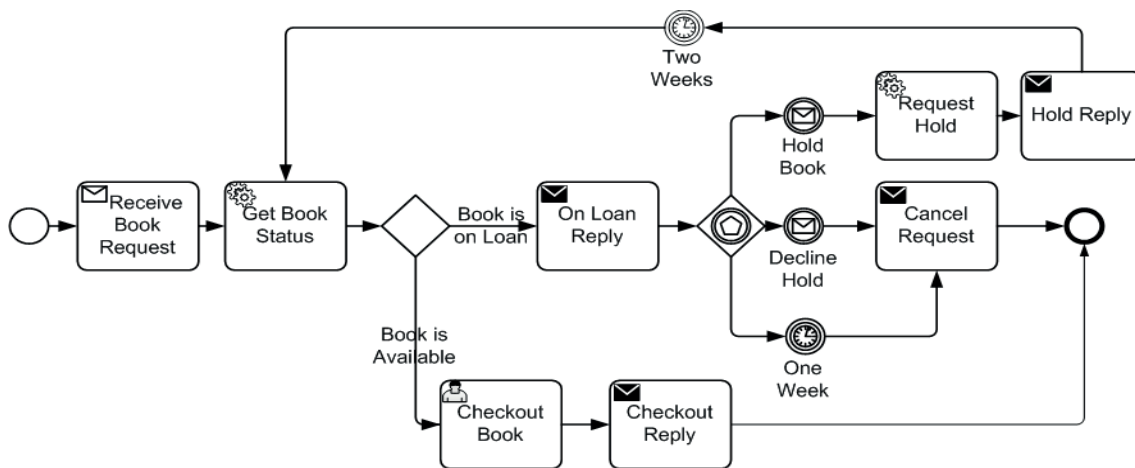 Two
Weeks
Request
Hold
Hold Reply
Hold
Book
Receive
Book
Request
Get Book
Status
Book is
on Loan
On Loan
Reply
Decline
Hold
Cancel
Request
Book is
Available
One
Week
Checkout
Book
Checkout
Reply